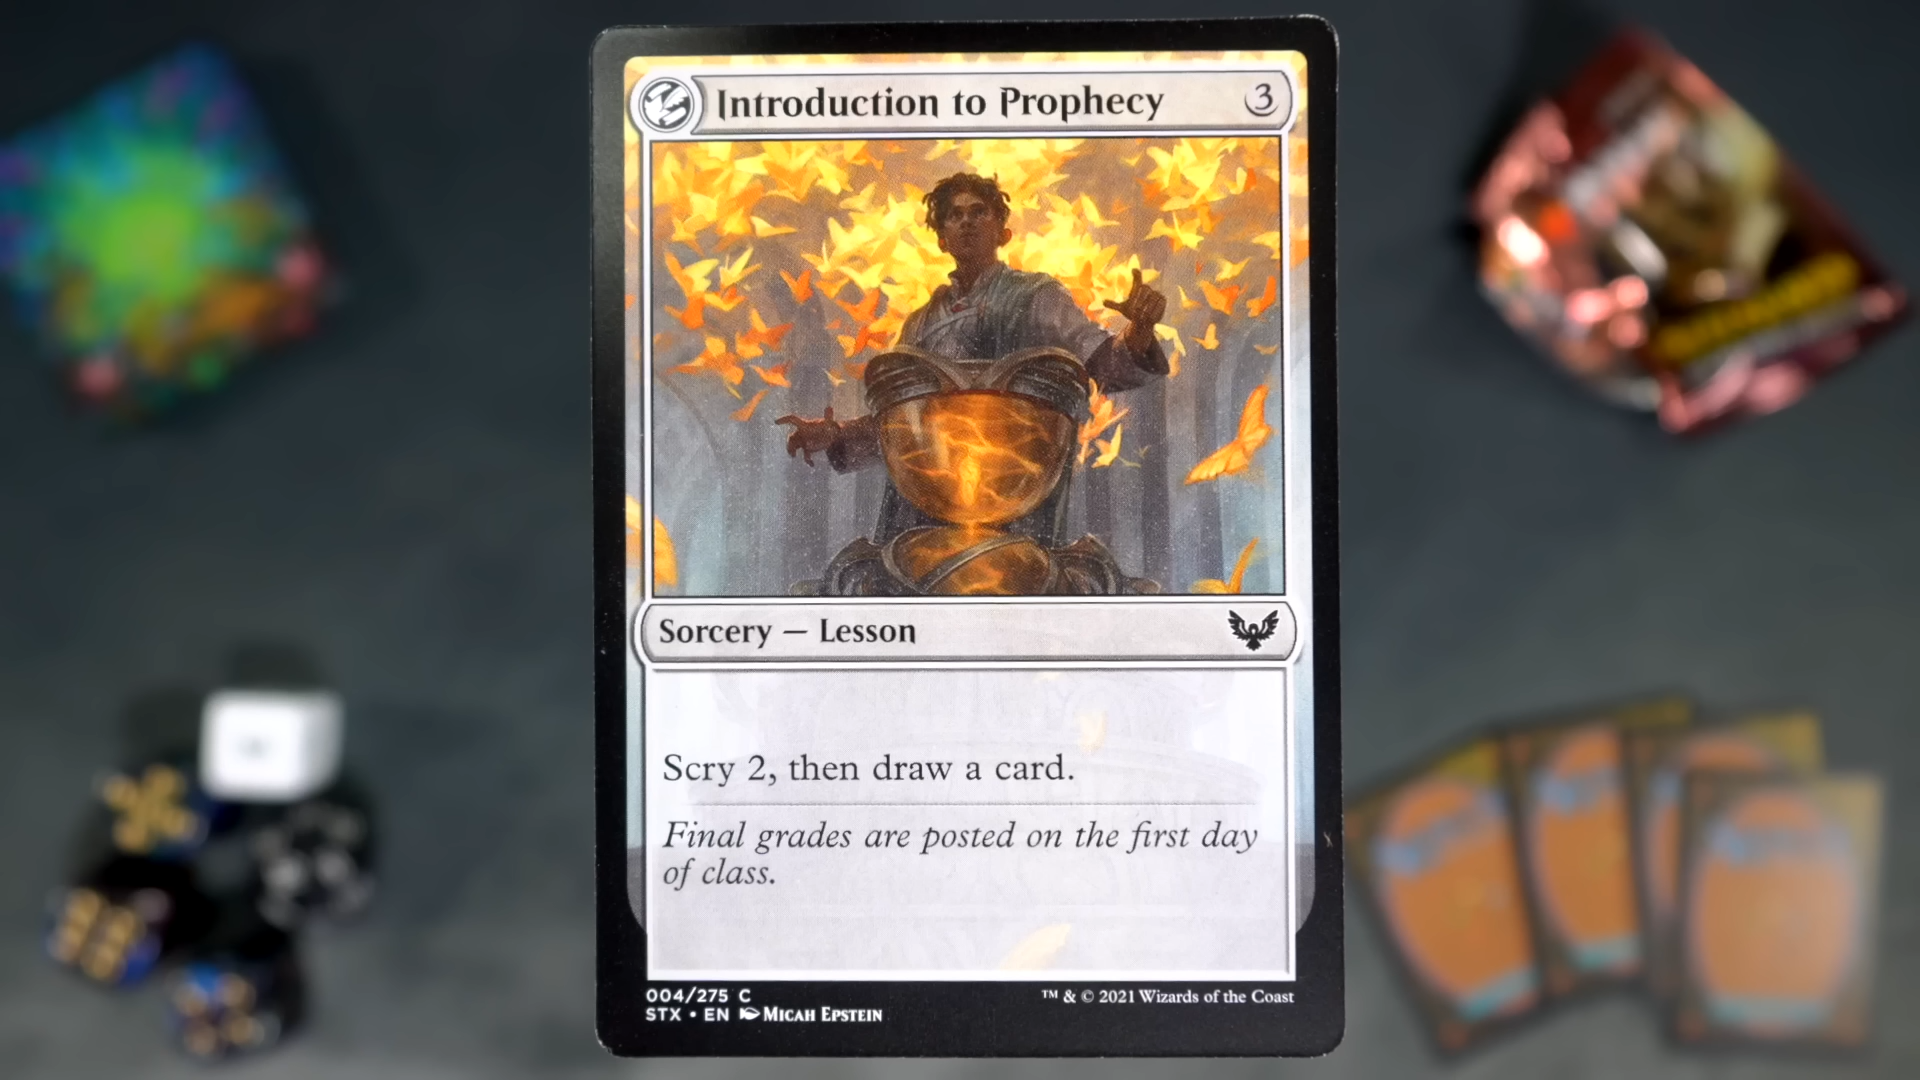 Introduction to Prophecy 3
Sorcery — Lesson
Scry 2, then draw a card.
Final grades are posted on the first day
of class.
004/275 C
™ & © 2021 Wizards of the Coast
STX • EN Micah Epstein